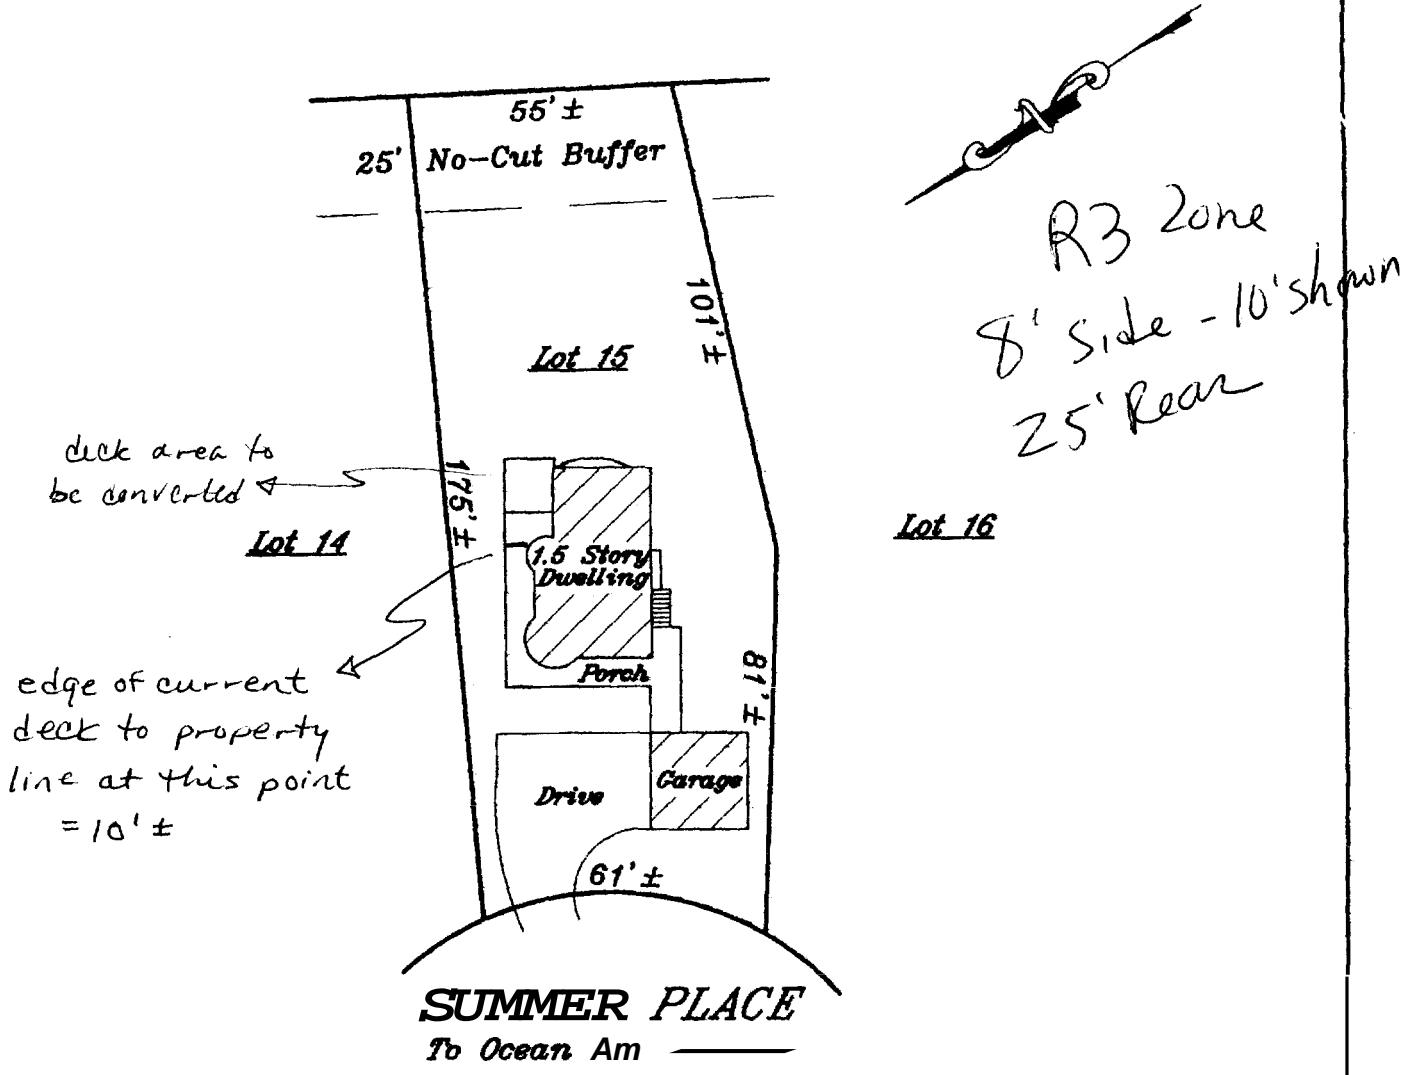 55' ±
25' No-Cut Buffer
N
R3 Zone
8' Side - 10' shown
25' Rear
101' ±
Lot 15
deck area to
be converted
175' ±
Lot 14
Lot 16
1.5 Story
Dwelling
edge of current
deck to property
line at this point
= 10' ±
Porch
81' ±
Garage
Drive
61' ±
SUMMER PLACE
To Ocean Am